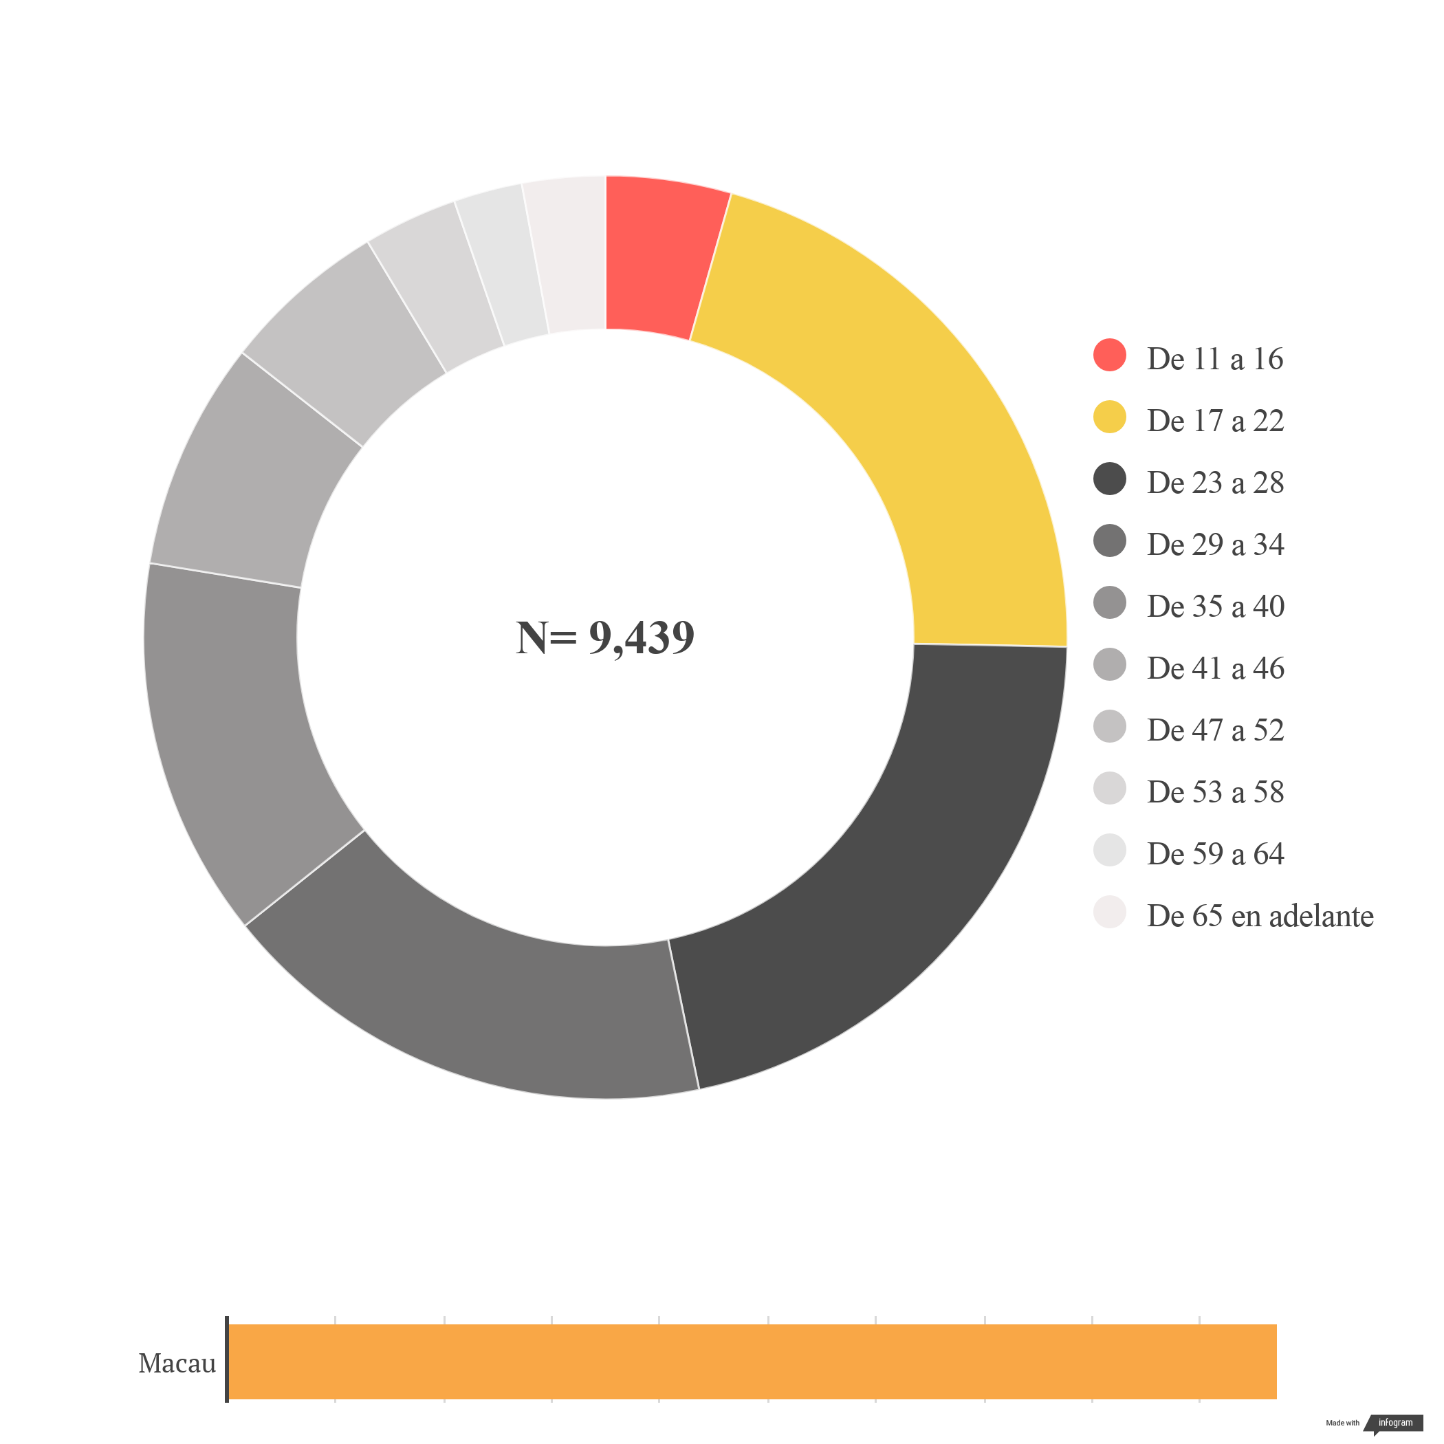 N= 9,439
De 11 a 16
De 17 a 22
De 23 a 28
De 29 a 34
De 35 a 40
De 41 a 46
De 47 a 52
De 53 a 58
De 59 a 64
De 65 en adelante
Macau
Made with infogram